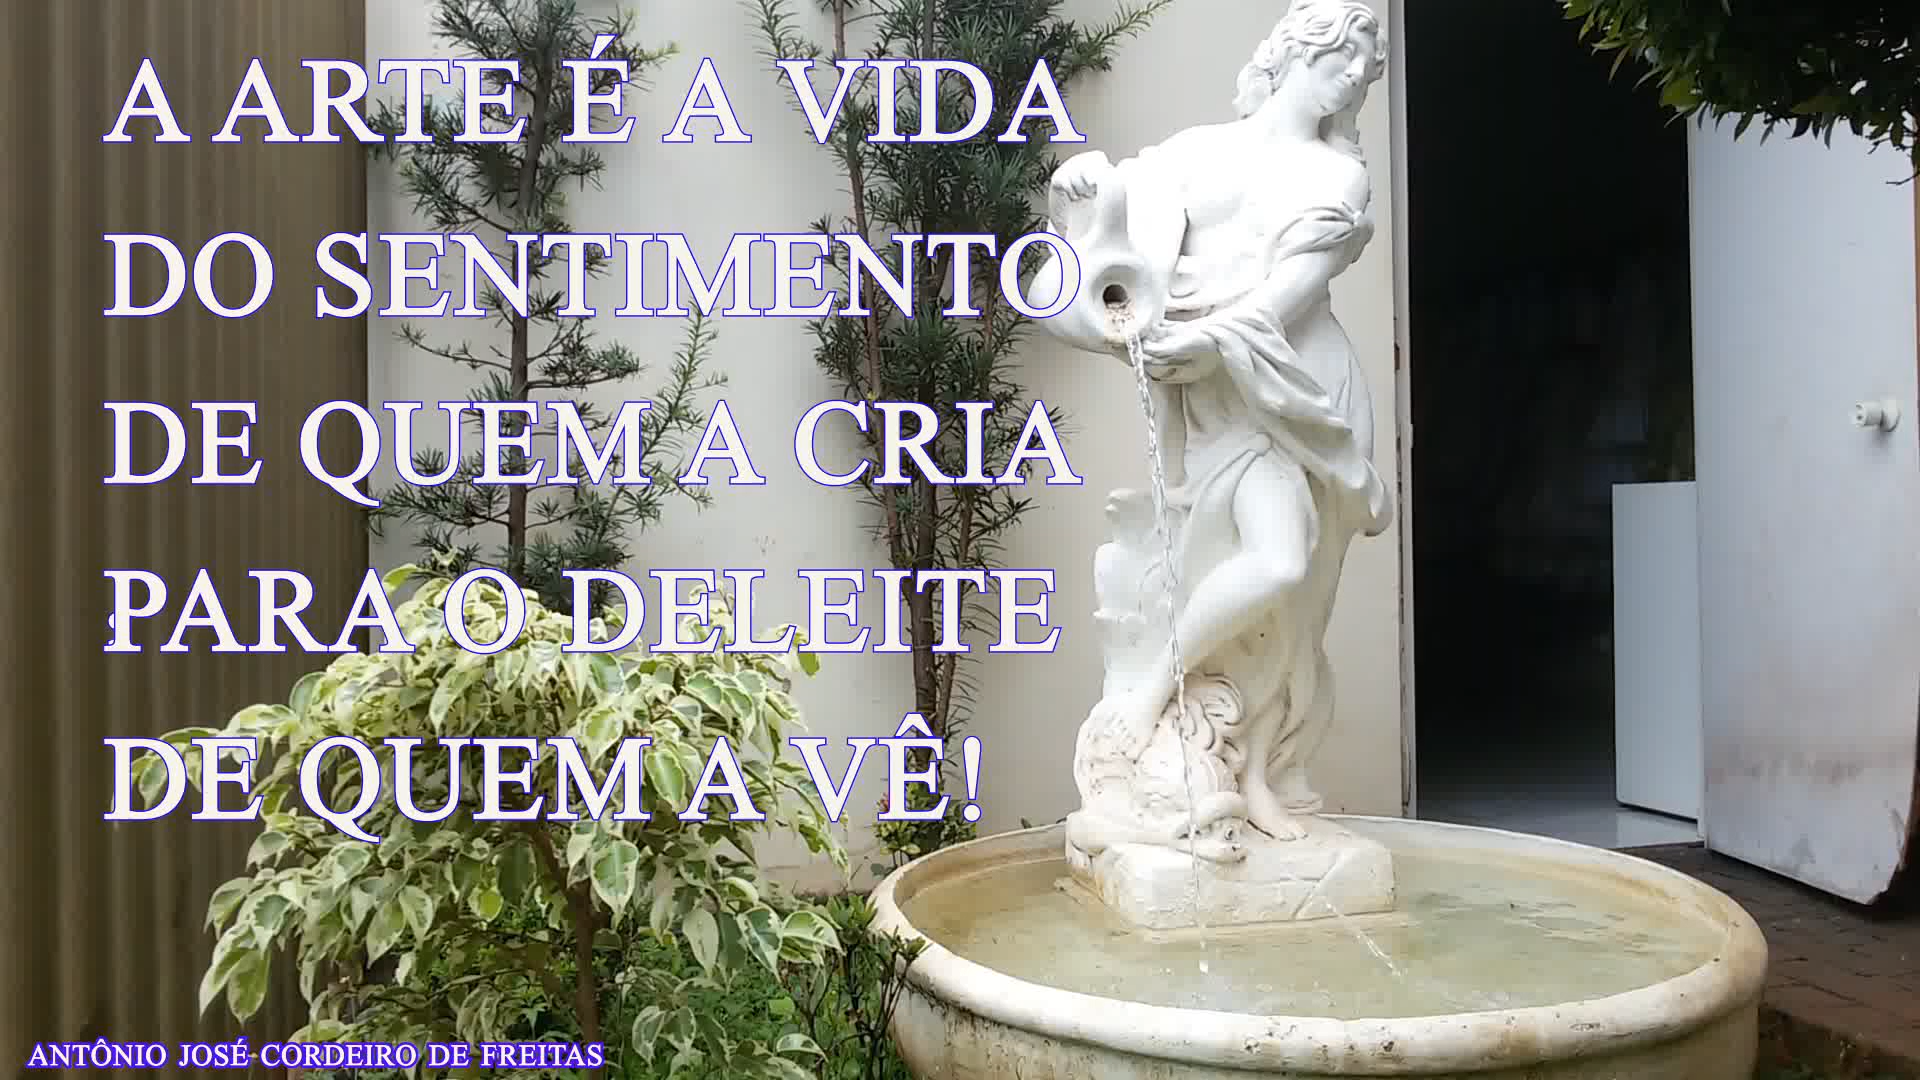 A ARTE É A VIDA
DO SENTIMENTO
DE QUEM A CRIA
PARA O DELEITE
DE QUEM A VÊ!
ANTÔNIO JOSÉ CORDEIRO DE FREITAS